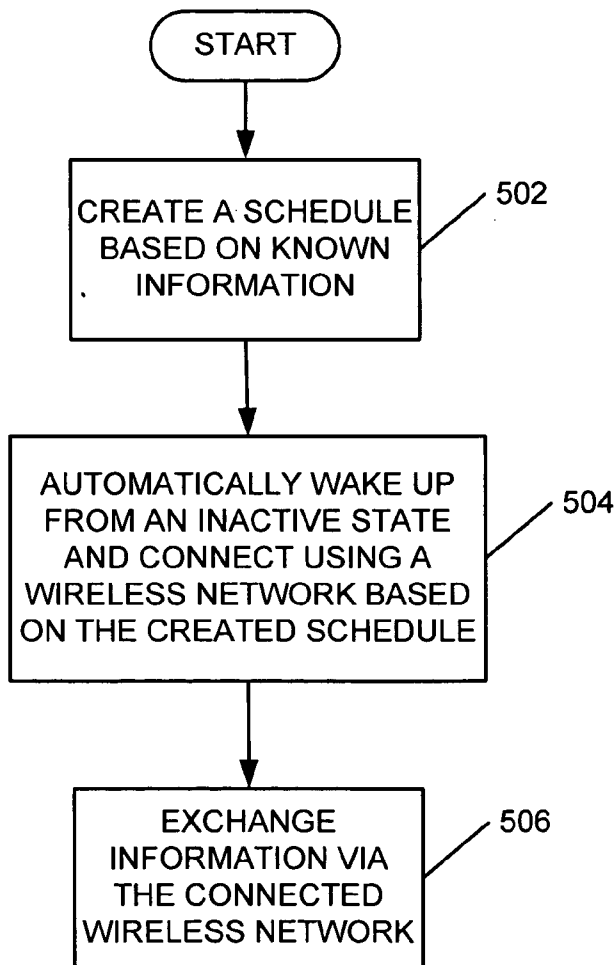 START
CREATE A SCHEDULE
BASED ON KNOWN
INFORMATION
502
AUTOMATICALLY WAKE UP
FROM AN INACTIVE STATE
AND CONNECT USING A
WIRELESS NETWORK BASED
ON THE CREATED SCHEDULE
504
EXCHANGE
INFORMATION VIA
THE CONNECTED
WIRELESS NETWORK
506